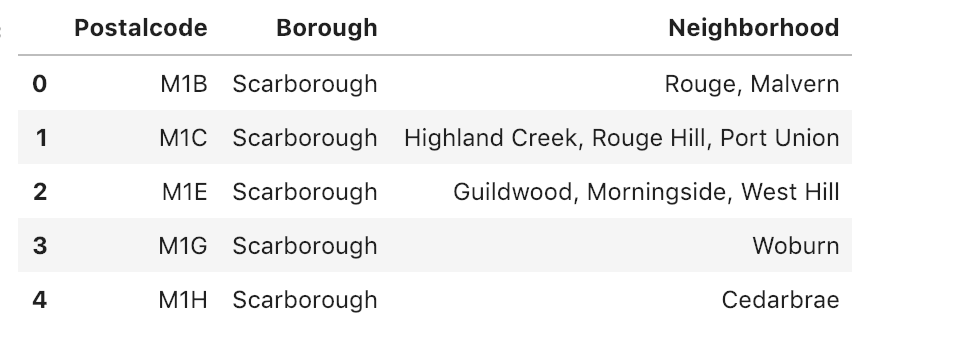 Postalcode Borough Neighborhood
0 M1B Scarborough Rouge, Malvern
1 M1C Scarborough Highland Creek, Rouge Hill, Port Union
2 M1E Scarborough Guildwood, Morningside, West Hill
3 M1G Scarborough Woburn
4 M1H Scarborough Cedarbrae